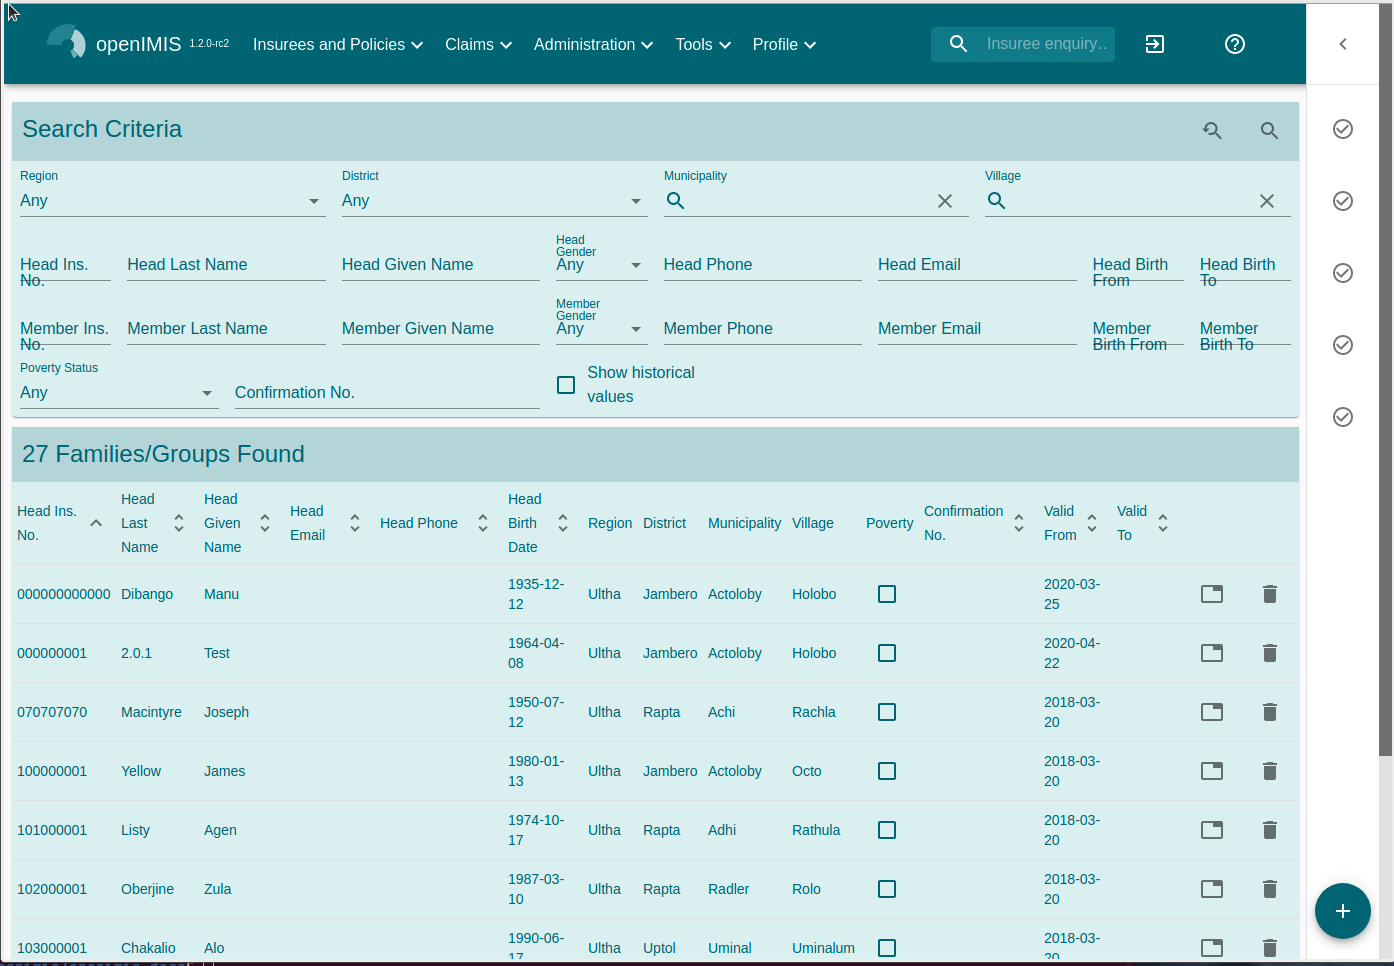 openIMIS 1.2.0-rc2 Insurees and Policies Claims Administration Tools Profile Insuree enquiry..
Search Criteria
Region District Municipality Village
Any Any
Head
Gender
Head Ins. Head Last Name Head Given Name Any Head Phone Head Email Head Birth Head Birth
No. From To
Member
Gender
Member Ins. Member Last Name Member Given Name Any Member Phone Member Email Member Member
No. Birth From Birth To
Poverty Status
Any Confirmation No. Show historical
values
27 Families/Groups Found
Head Head Head
Head Ins. Last Given Head Birth Confirmation Valid Valid
Name Name Email Head Phone Date Region District Municipality Village Poverty
No. No. From To
000000000000 Dibango Manu 1935-12- Ultha Jambero Actoloby Holobo 2020-03-
12 25
000000001 2.0.1 Test 1964-04- Ultha Jambero Actoloby Holobo 2020-04-
08 22
070707070 Macintyre Joseph 1950-07- Ultha Rapta Achi Rachla 2018-03-
12 20
100000001 Yellow James 1980-01- Ultha Jambero Actoloby Octo 2018-03-
13 20
101000001 Listy Agen 1974-10- Ultha Rapta Adhi Rathula 2018-03-
17 20
102000001 Oberjine Zula 1987-03- Ultha Rapta Radler Rolo 2018-03-
10 20
103000001 Chakalio Alo 1990-06- Ultha Uptol Uminal Uminalum 2018-03-
17 20